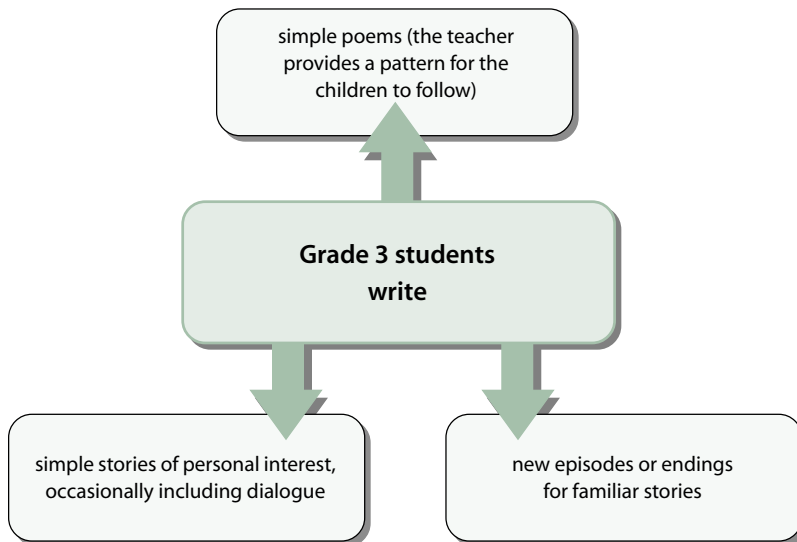 simple poems (the teacher
provides a pattern for the
children to follow)
Grade 3 students
write
simple stories of personal interest,
occasionally including dialogue
new episodes or endings
for familiar stories